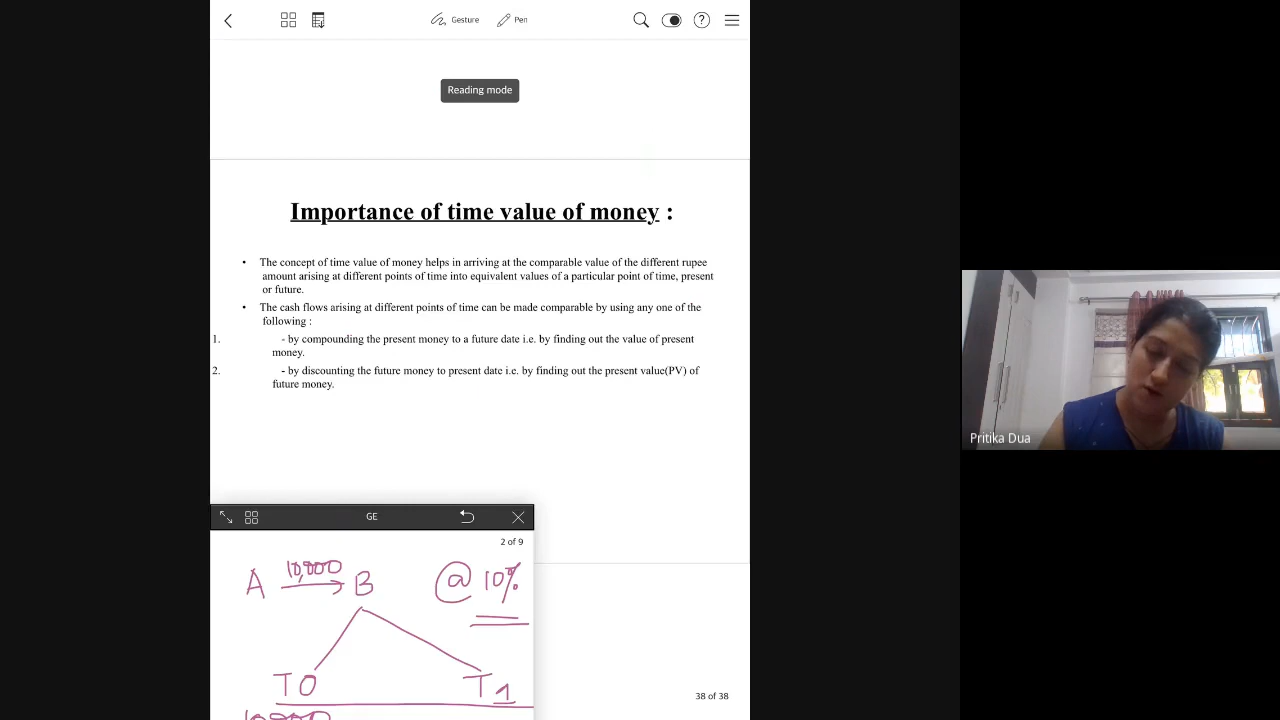 Gesture
Pen
?
Reading mode
Importance of time value of money :
• The concept of time value of money helps in arriving at the comparable value of the different rupee
amount arising at different points of time into equivalent values of a particular point of time, present
or future.
• The cash flows arising at different points of time can be made comparable by using any one of the
following :
1. - by compounding the present money to a future date i.e. by finding out the value of present
money.
2. - by discounting the future money to present date i.e. by finding out the present value(PV) of
future money.
Pritika Dua
GE
2 of 9
A 10,000 B @ 10%
T0 T1
10,000
38 of 38